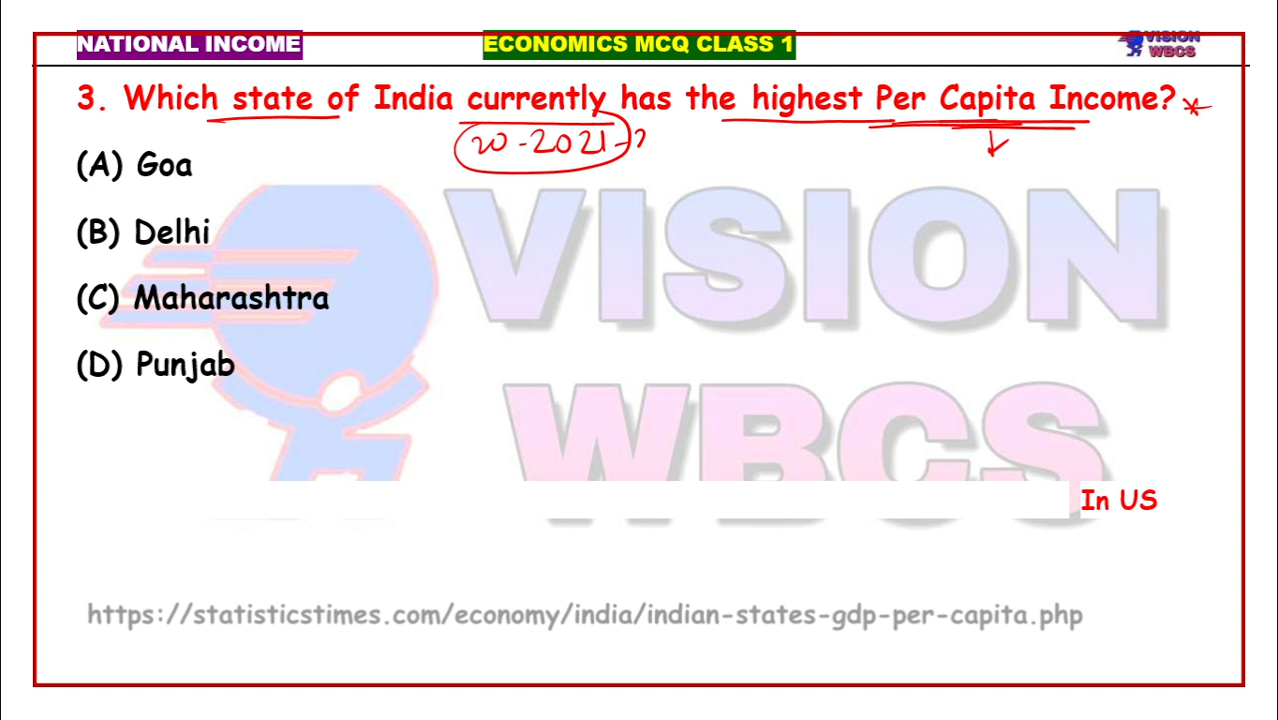 NATIONAL INCOME
ECONOMICS MCQ CLASS 1
VISION
WBCS
3. Which state of India currently has the highest Per Capita Income?
20-2021
(A) Goa
(B) Delhi
(C) Maharashtra
(D) Punjab
VISION
WBCS
In US
https://statisticstimes.com/economy/india/indian-states-gdp-per-capita.php